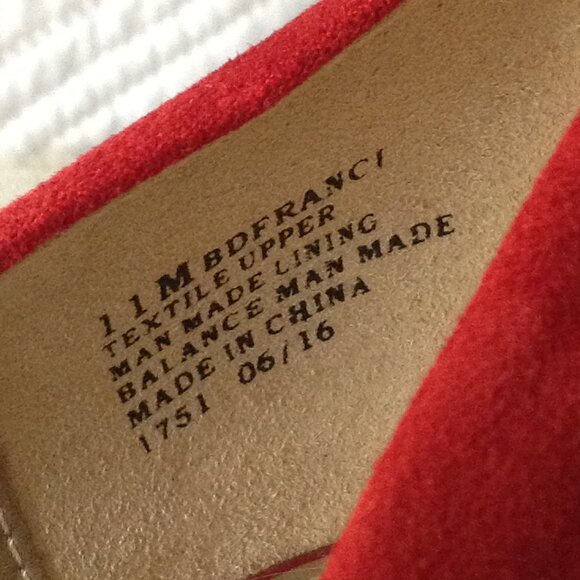 11M BDFRANCI
TEXTILE UPPER
MAN MADE LINING
BALANCE MAN MADE
MADE IN CHINA
1751 06/16